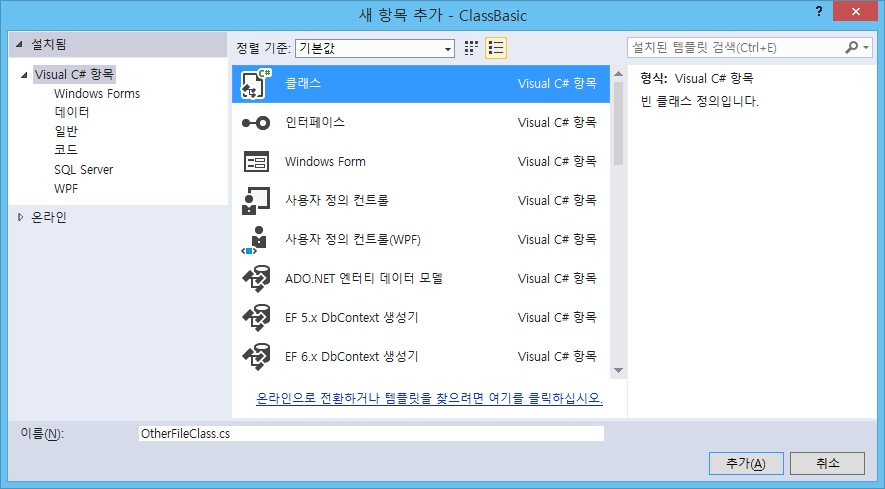 새 항목 추가 - ClassBasic
? ×
설치됨
Visual C# 항목
Windows Forms
데이터
일반
코드
SQL Server
WPF
온라인
정렬 기준: 기본값
설치된 템플릿 검색(Ctrl+E)
C# 클래스 Visual C# 항목
인터페이스 Visual C# 항목
Windows Form Visual C# 항목
사용자 정의 컨트롤 Visual C# 항목
사용자 정의 컨트롤(WPF) Visual C# 항목
ADO.NET 엔터티 데이터 모델 Visual C# 항목
EF 5.x DbContext 생성기 Visual C# 항목
EF 6.x DbContext 생성기 Visual C# 항목
온라인으로 전환하거나 템플릿을 찾으려면 여기를 클릭하십시오.
형식: Visual C# 항목
빈 클래스 정의입니다.
이름(N): OtherFileClass.cs
추가(A) 취소